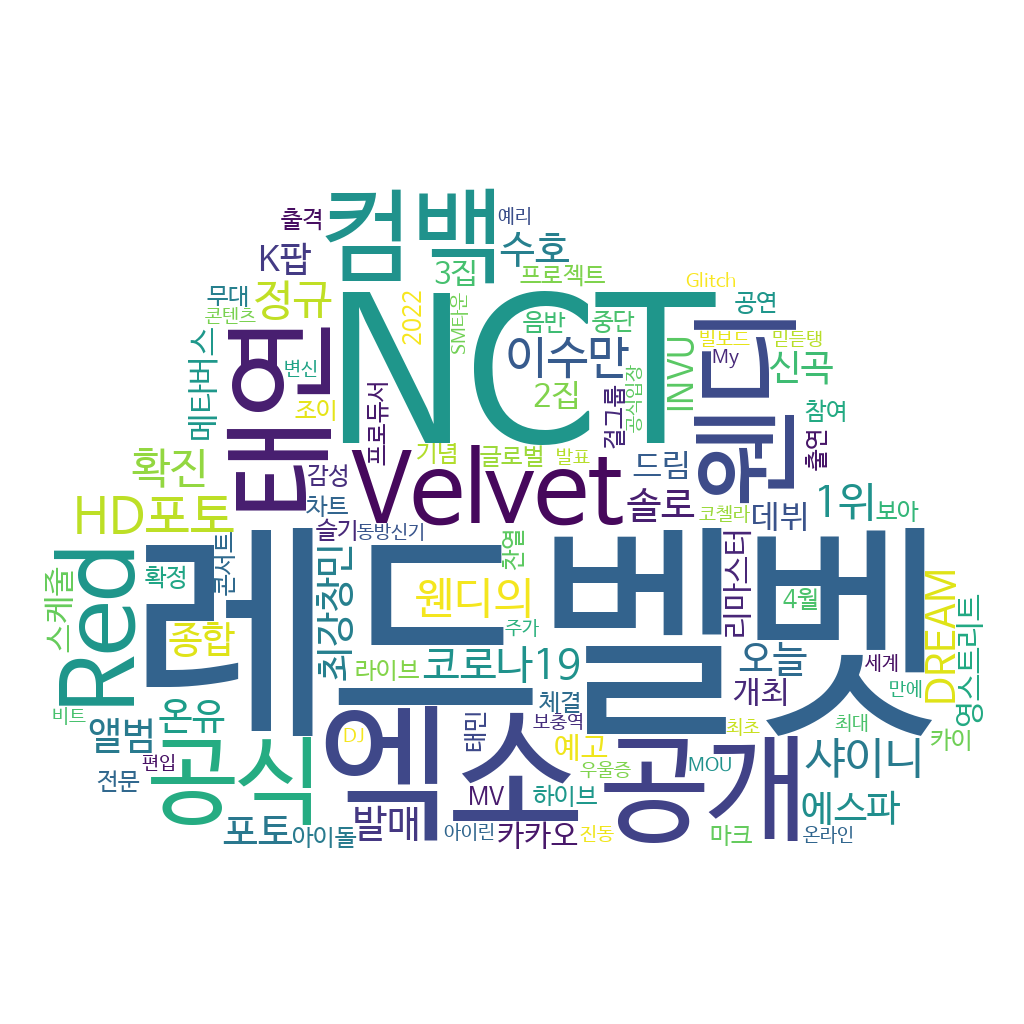 출격
컴백
예리
K팝
3집
수호
무대
정규
2022
SM타운
프로젝트
Glitch
공연
콘텐츠
메타버스
변신
태연
NCT
음반
중단
이수만
INVU
빌보드
믿듣탱
My
신곡
웬디
조이
프로듀서
2집
걸그룹
공식입장
참여
출연
확진
감성
기념
글로벌
발표
드림
Velvet
솔로
1위
HD포토
차트
코첼라
데뷔
보아
슬기
동방신기
찬열
Red
레드벨벳
콘서트
확정
스케줄
최강창민
웬디의
리마스터
4월
DREAM
영스트리트
종합
주가
라이브
코로나19
오늘
세계
개최
만에
비트
온유
체결
보충역
앨범
엑소
태민
DJ
최초
최대
카이
공식
공개
예고
샤이니
편입
전문
우울증
MOU
MV
하이브
에스파
발매
포토
아이돌
아이린
카카오
진통
마크
온라인